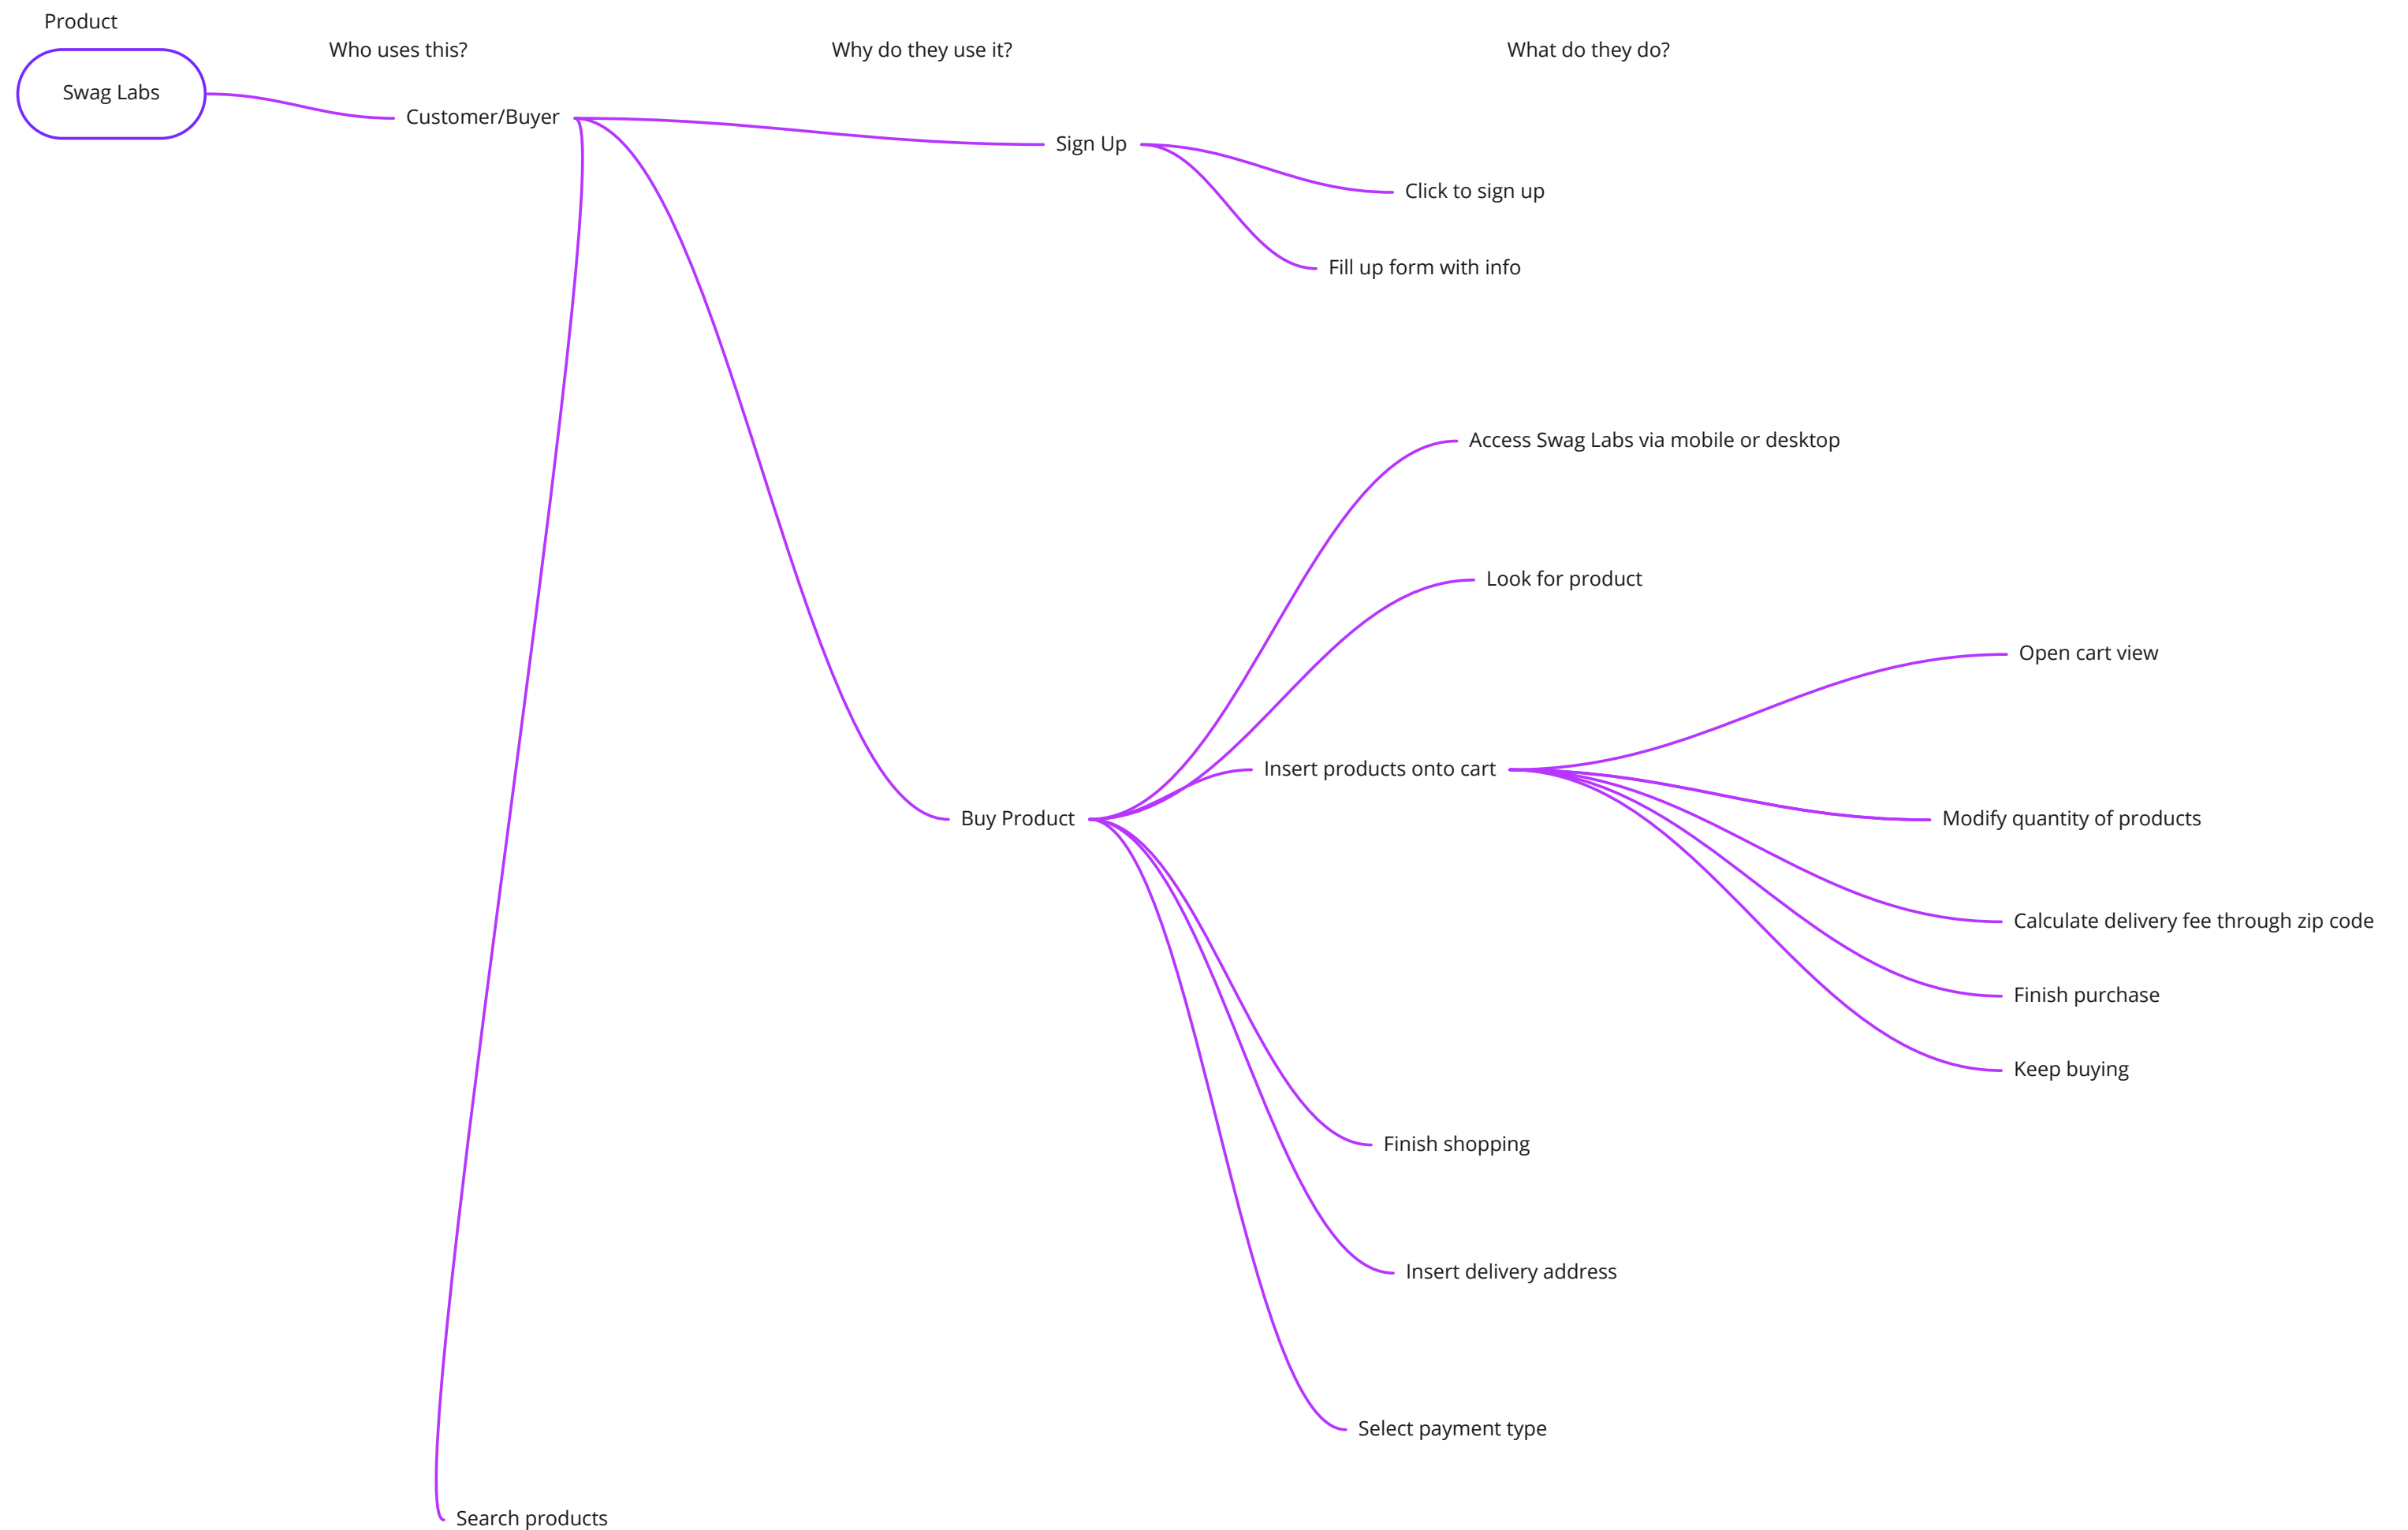 Product
Who uses this?
Why do they use it?
What do they do?
Swag Labs
Customer/Buyer
Sign Up
Click to sign up
Fill up form with info
Access Swag Labs via mobile or desktop
Look for product
Open cart view
Insert products onto cart
Buy Product
Modify quantity of products
Calculate delivery fee through zip code
Finish purchase
Keep buying
Finish shopping
Insert delivery address
Select payment type
Search products